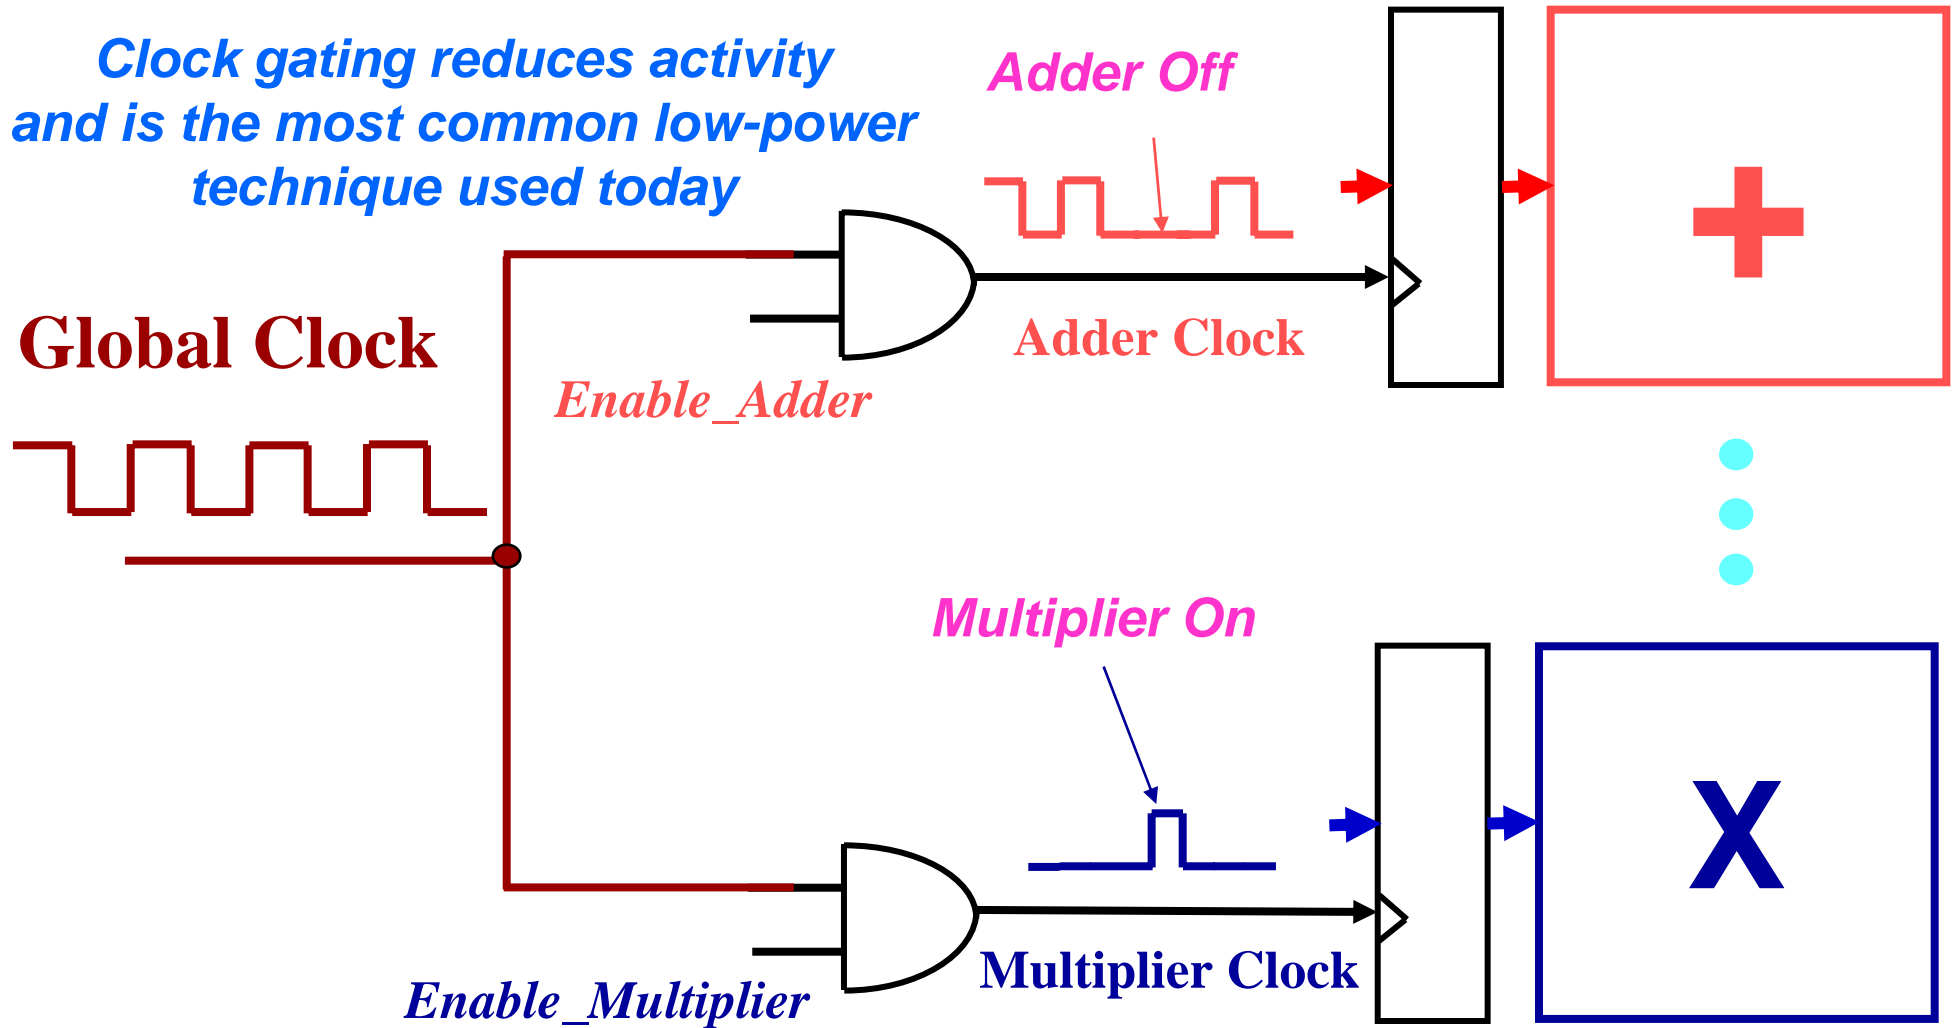 Clock gating reduces activity
and is the most common low-power
technique used today
Adder Off
+
Global Clock
Adder Clock
Enable_Adder
Multiplier On
X
Multiplier Clock
Enable_Multiplier